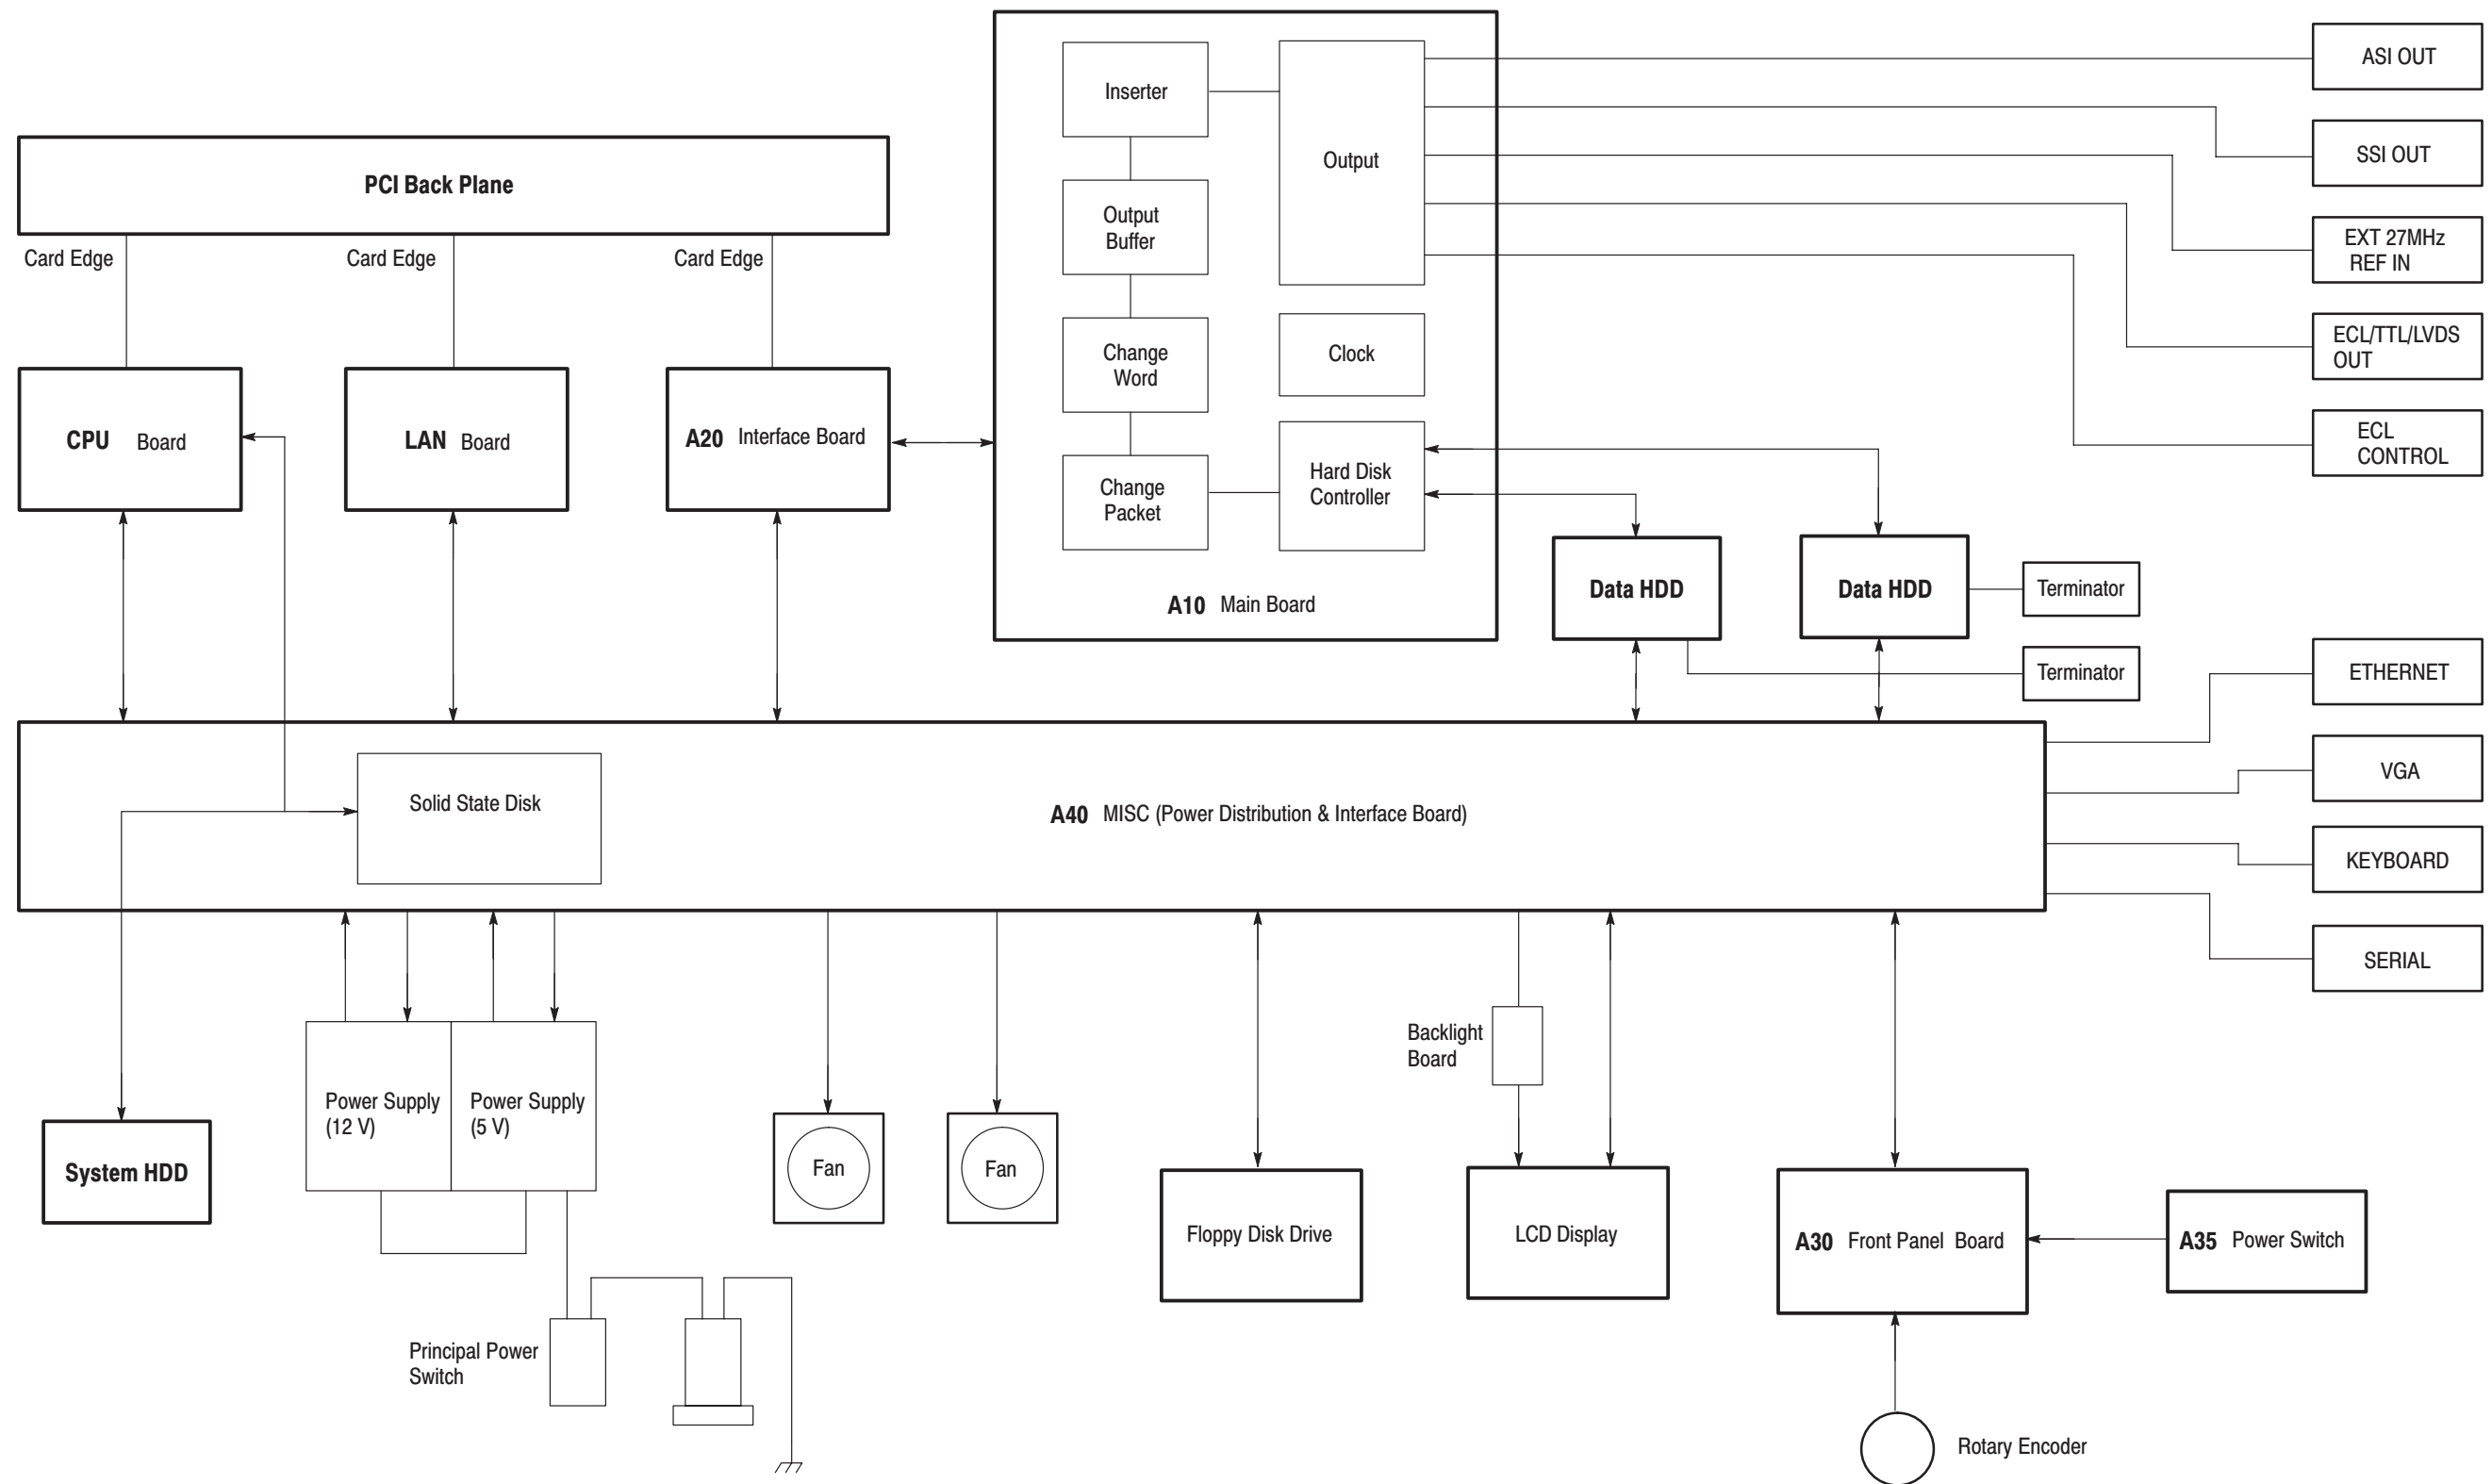 ASI OUT
Inserter
Output
SSI OUT
PCI Back Plane
Output
Buffer
EXT 27MHz
REF IN
Card Edge
Card Edge
Card Edge
ECL/TTL/LVDS
OUT
Change
Word
Clock
CPU Board
LAN Board
A20 Interface Board
ECL
CONTROL
Change
Packet
Hard Disk
Controller
A10 Main Board
Data HDD
Data HDD
Terminator
Terminator
ETHERNET
VGA
Solid State Disk
A40 MISC (Power Distribution & Interface Board)
KEYBOARD
SERIAL
Backlight
Board
Power Supply
(12 V)
Power Supply
(5 V)
System HDD
Fan
Fan
Floppy Disk Drive
LCD Display
A30 Front Panel Board
A35 Power Switch
Principal Power
Switch
Rotary Encoder